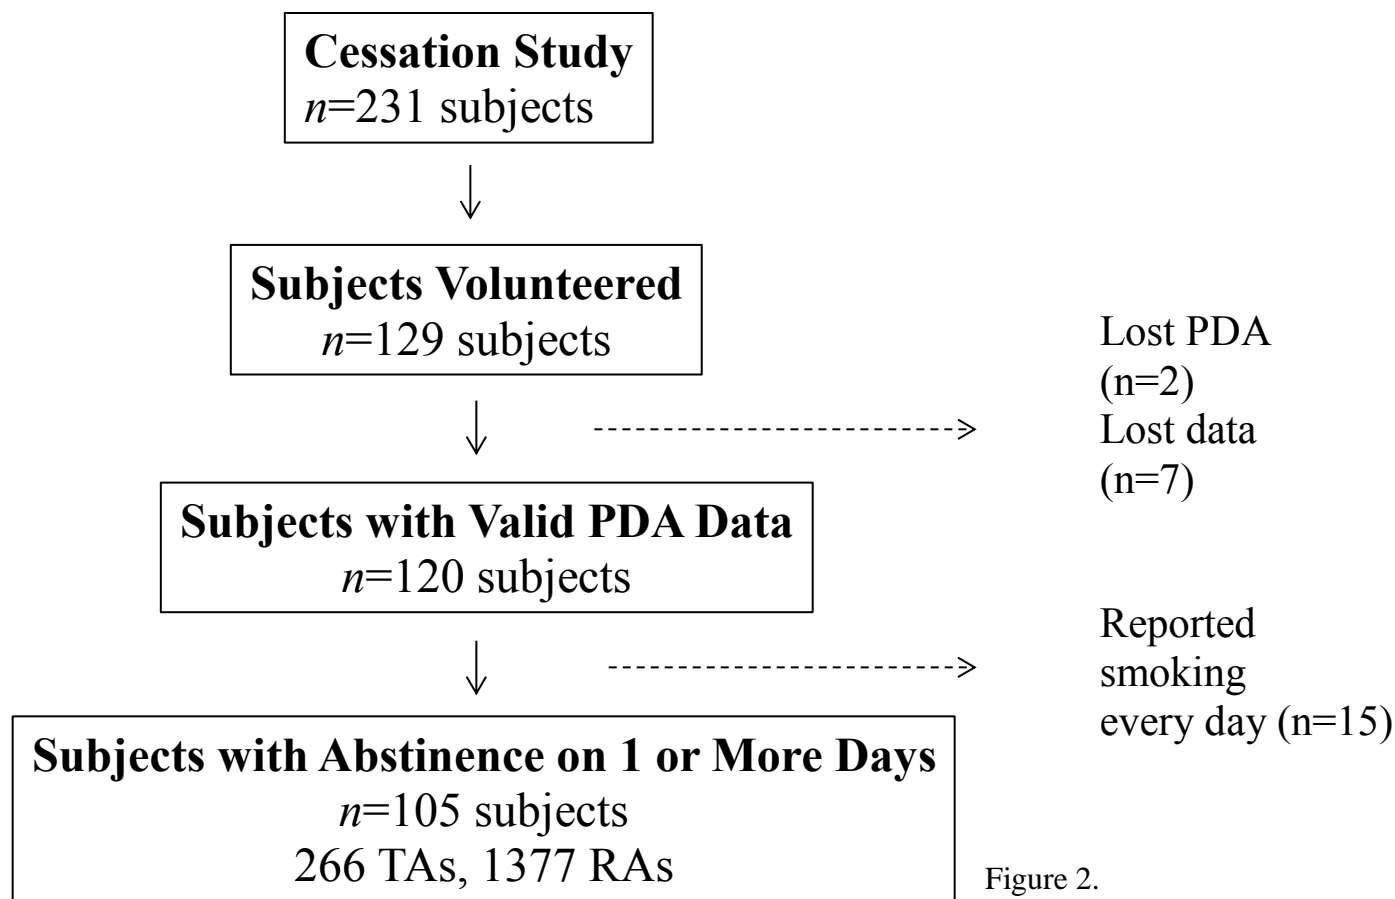 Cessation Study
n=231 subjects
Subjects Volunteered
n=129 subjects
Lost PDA
(n=2)
Lost data
(n=7)
Subjects with Valid PDA Data
n=120 subjects
Reported
smoking
every day (n=15)
Subjects with Abstinence on 1 or More Days
n=105 subjects
266 TAs, 1377 RAs
Figure 2.